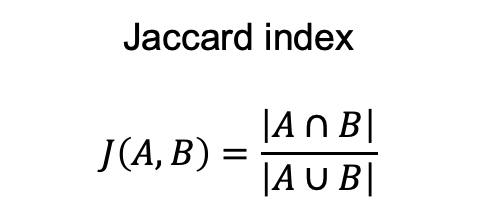 Jaccard index
J(A, B) = |A ∩ B| / |A ∪ B|